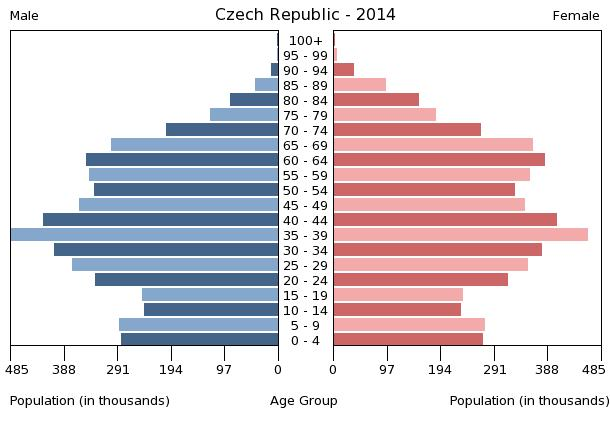 Czech Republic - 2014
Male
Female
100+
95 - 99
90 - 94
85 - 89
80 - 84
75 - 79
70 - 74
65 - 69
60 - 64
55 - 59
50 - 54
45 - 49
40 - 44
35 - 39
30 - 34
25 - 29
20 - 24
15 - 19
10 - 14
5 - 9
0 - 4
485 388 291 194 97 0 0 97 194 291 388 485
Population (in thousands) Age Group Population (in thousands)